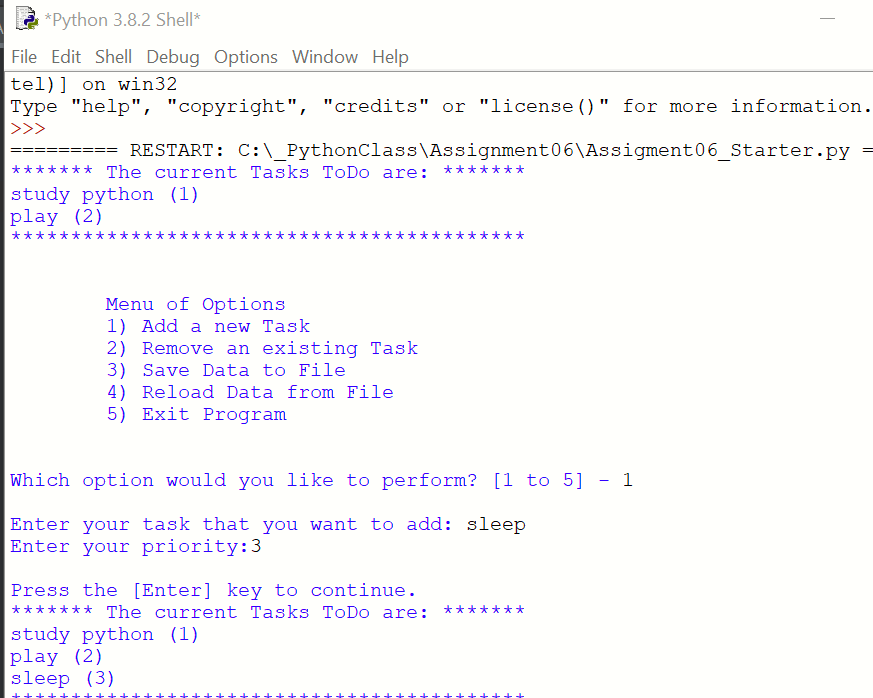 *Python 3.8.2 Shell*
File Edit Shell Debug Options Window Help
tel)] on win32
Type "help", "copyright", "credits" or "license()" for more information.
>>>
========= RESTART: C:\_PythonClass\Assignment06\Assigment06_Starter.py =
******* The current Tasks ToDo are: *******
study python (1)
play (2)
*******************************************
Menu of Options
1) Add a new Task
2) Remove an existing Task
3) Save Data to File
4) Reload Data from File
5) Exit Program
Which option would you like to perform? [1 to 5] - 1
Enter your task that you want to add: sleep
Enter your priority:3
Press the [Enter] key to continue.
******* The current Tasks ToDo are: *******
study python (1)
play (2)
sleep (3)
*******************************************